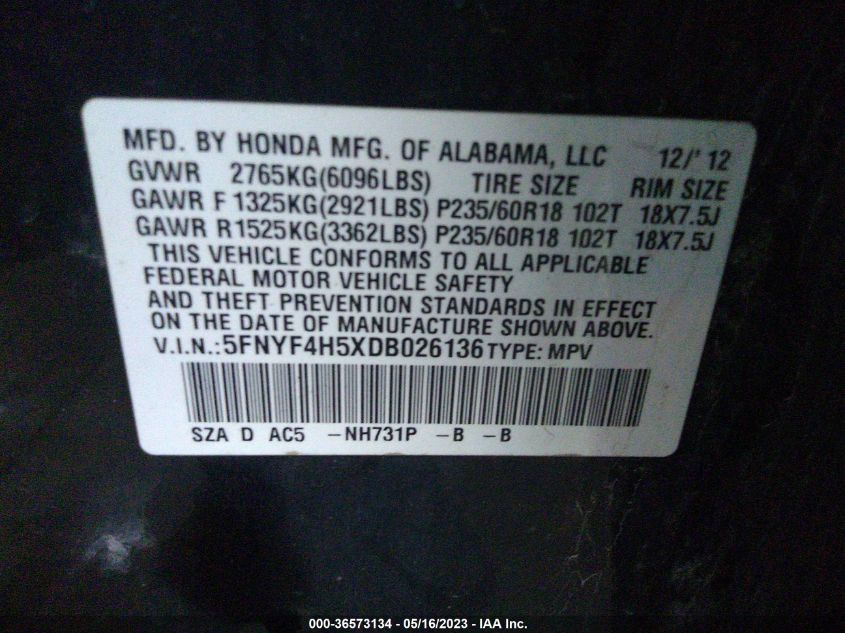 MFD. BY HONDA MFG. OF ALABAMA, LLC 12/' 12
GVWR 2765KG(6096LBS) TIRE SIZE RIM SIZE
GAWR F 1325KG(2921LBS) P235/60R18 102T 18X7.5J
GAWR R1525KG(3362LBS) P235/60R18 102T 18X7.5J
THIS VEHICLE CONFORMS TO ALL APPLICABLE
FEDERAL MOTOR VEHICLE SAFETY
AND THEFT PREVENTION STANDARDS IN EFFECT
ON THE DATE OF MANUFACTURE SHOWN ABOVE.
V.I.N.:5FNYF4H5XDB026136 TYPE: MPV
SZA D AC5 -NH731P -B -B
000-36573134 - 05/16/2023 - IAA Inc.